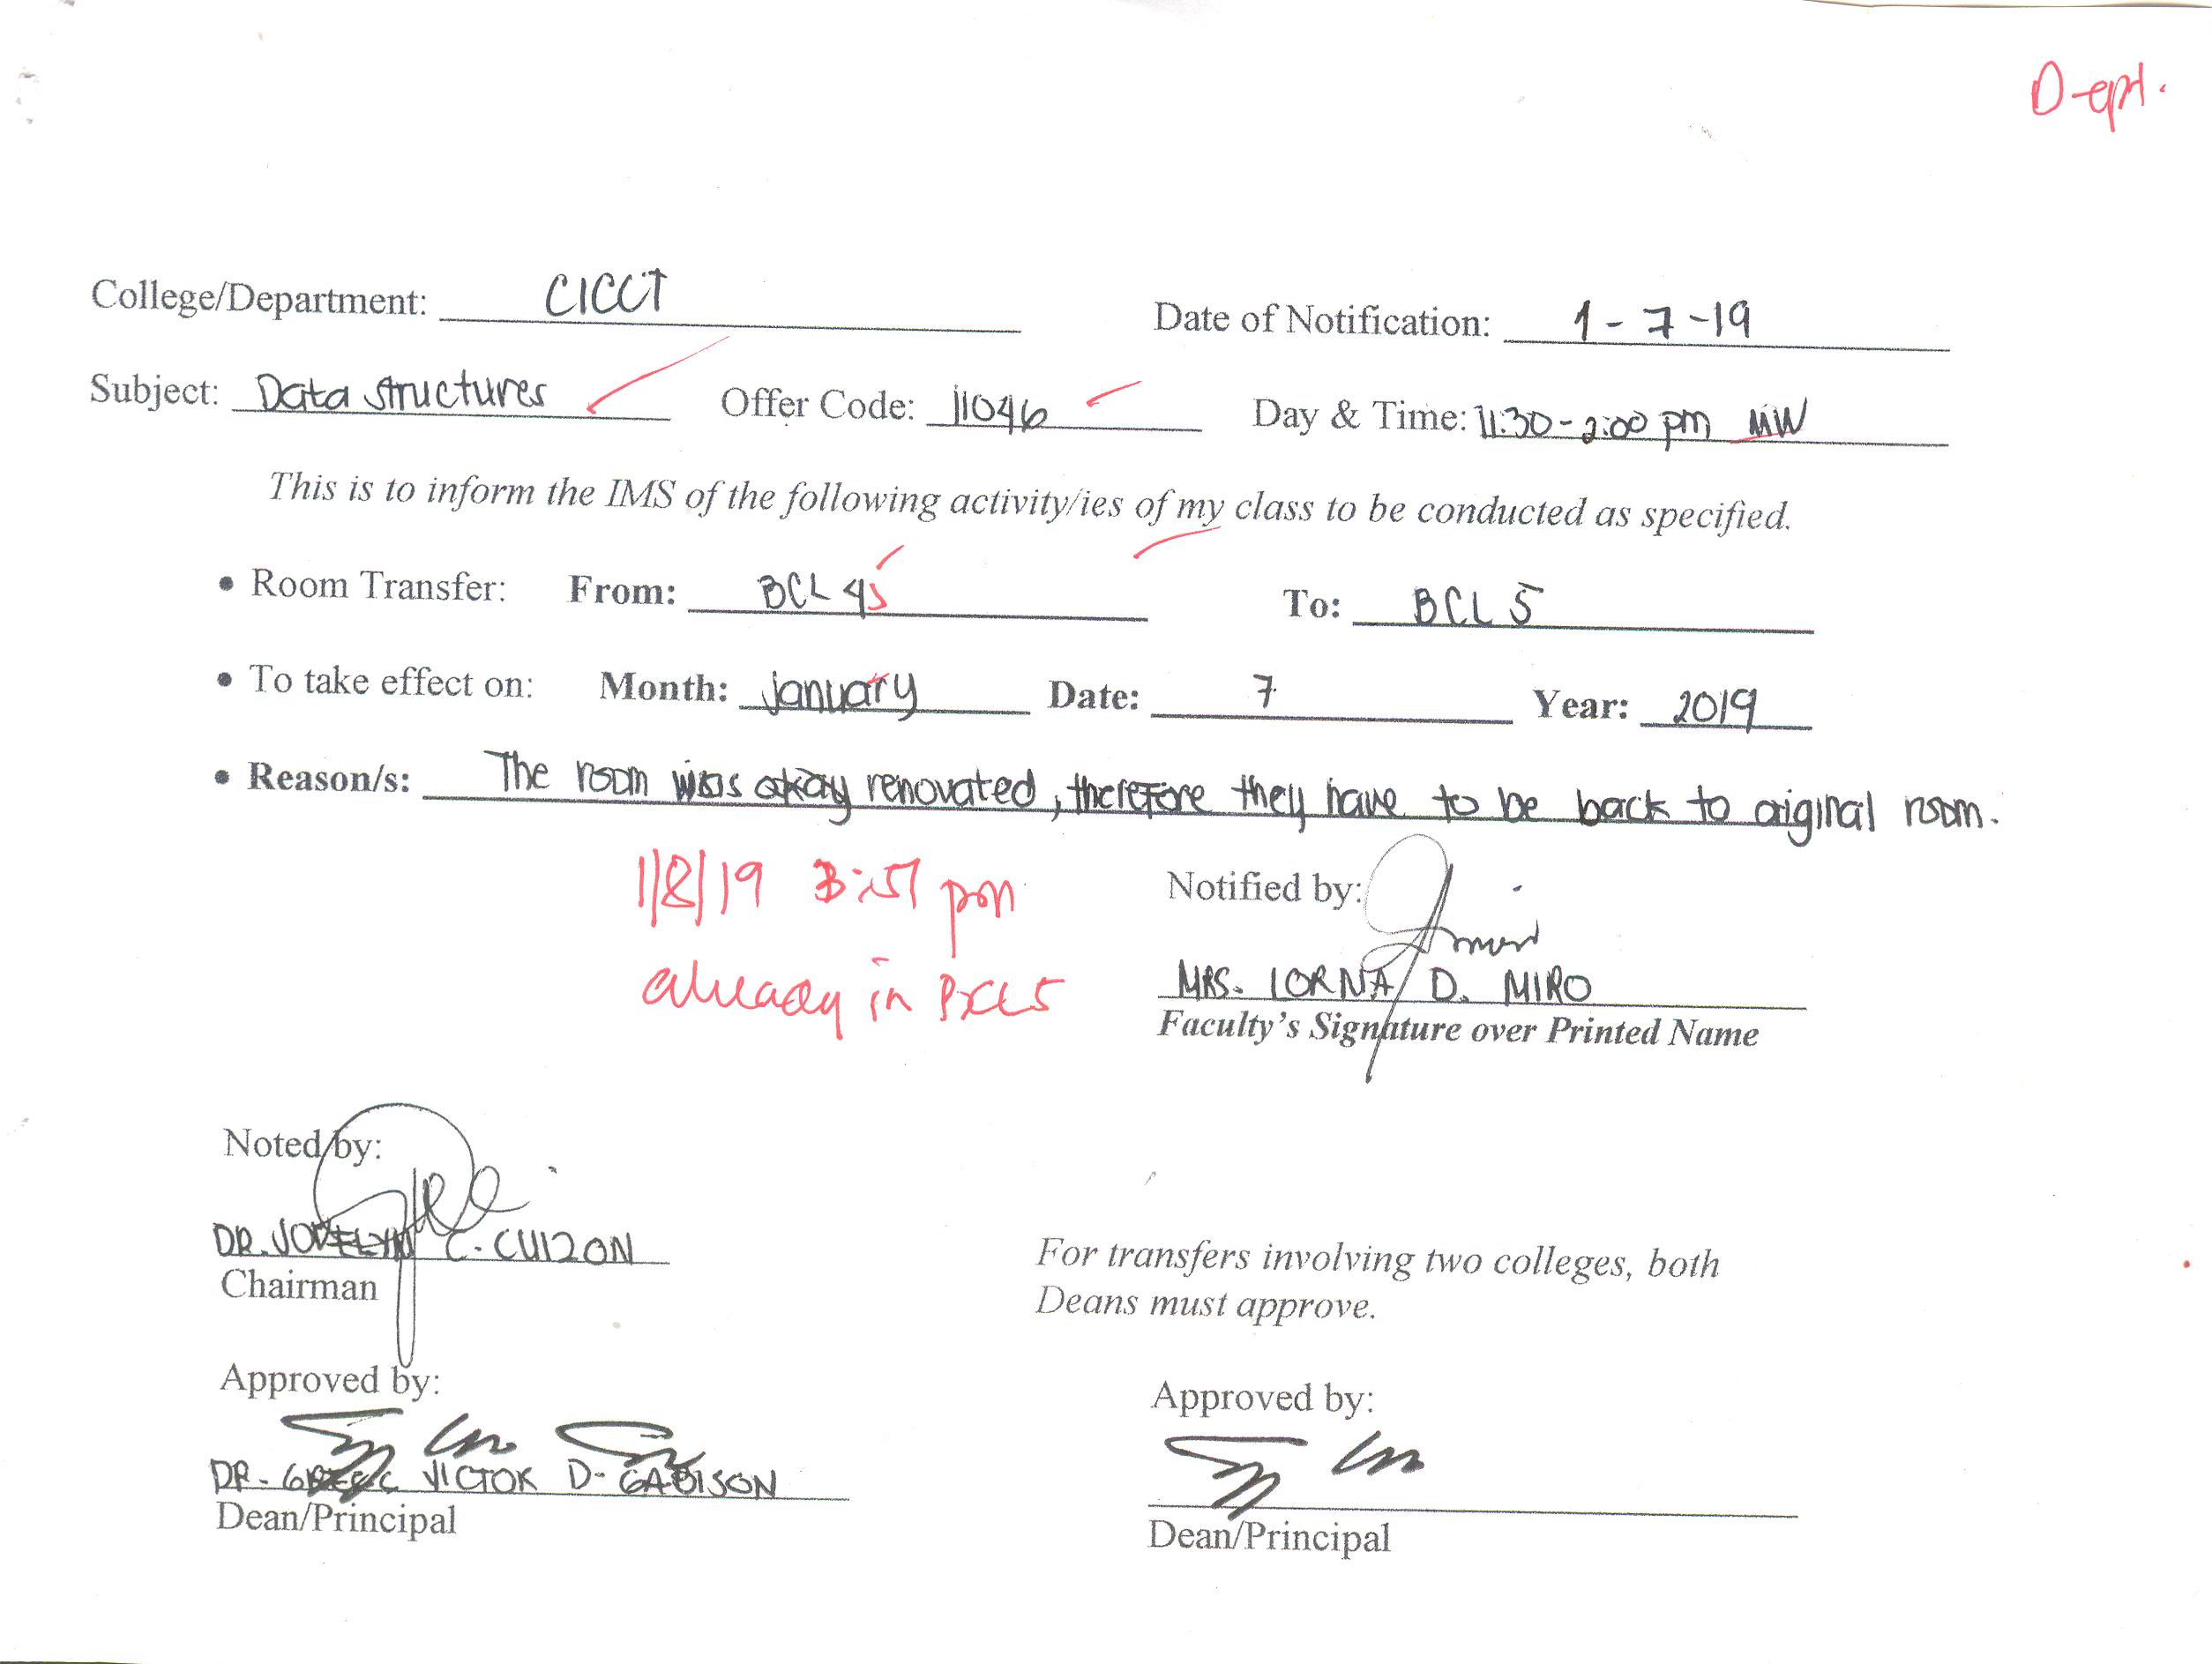 Dept.
College/Department: CICCT
Date of Notification: 1-7-19
Subject: Data structures Offer Code: 11046 Day & Time: 11:30-2:00 pm MW
This is to inform the IMS of the following activity/ies of my class to be conducted as specified.
• Room Transfer: From: BCL 45 To: BCL 5
• To take effect on: Month: January Date: 7 Year: 2019
• Reason/s: The room was okay renovated, therefore they have to be back to original room.
1/8/19 3:57 pm
already in BCL5
Notified by:
MRS. LORNA D. MIRO
Faculty's Signature over Printed Name
Noted by:
DR. JOVELYN C. CUIZON
Chairman
For transfers involving two colleges, both
Deans must approve.
Approved by:
DR. GREGG VICTOR D. GABISON
Dean/Principal
Approved by:
Dean/Principal